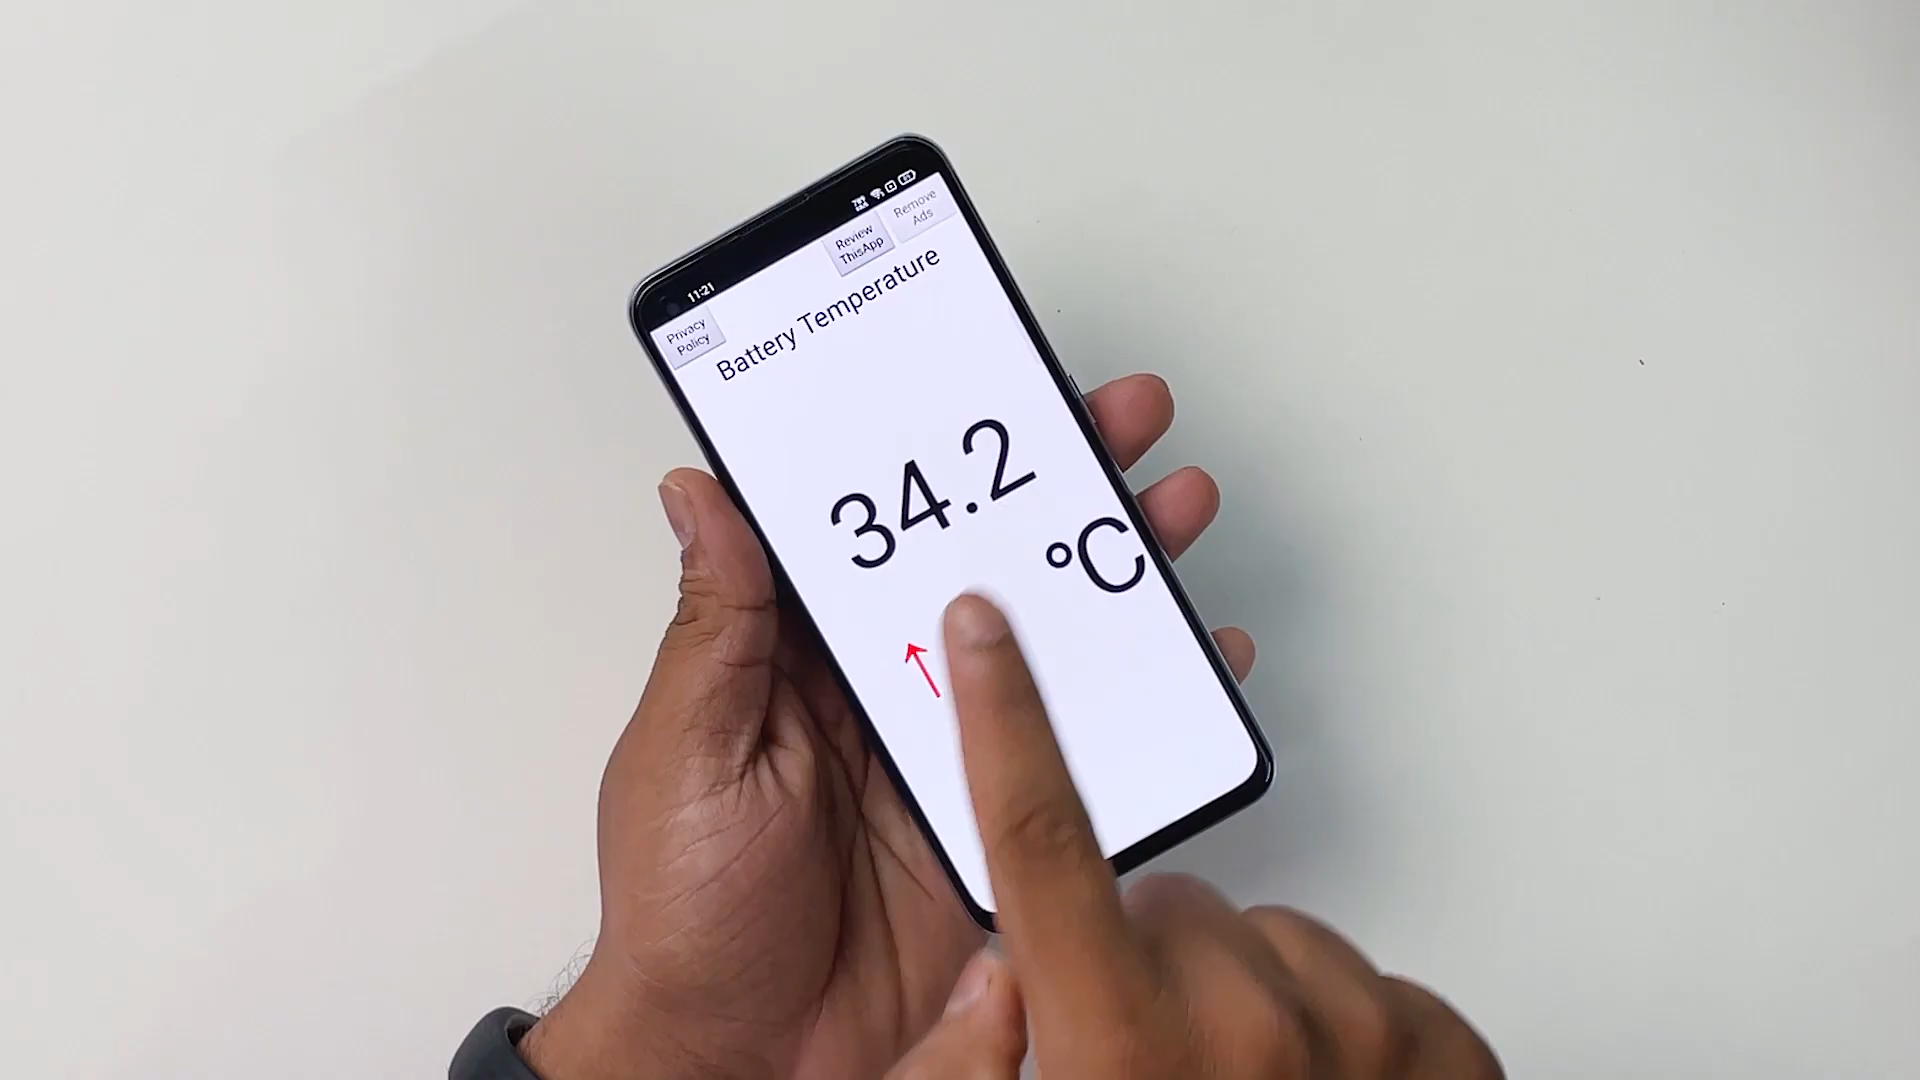 11:21
Privacy
Policy
Review
ThisApp
Remove
Ads
Battery Temperature
34.2
°C